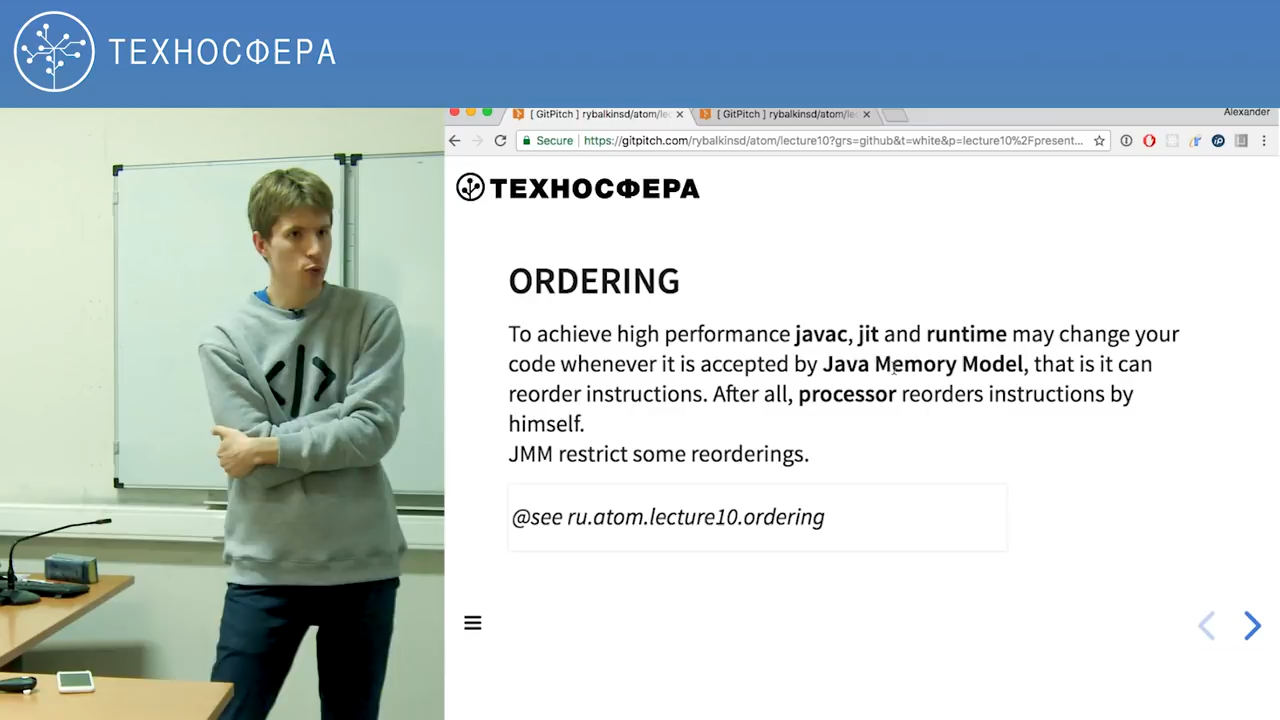 ТЕХНОСФЕРА
[ GitPitch ] rybalkinsd/atom/lec
[ GitPitch ] rybalkinsd/atom/lec
Alexander
Secure https://gitpitch.com/rybalkinsd/atom/lecture10?grs=github&t=white&p=lecture10%2Fpresent...
ТЕХНОСФЕРА
ORDERING
To achieve high performance javac, jit and runtime may change your
code whenever it is accepted by Java Memory Model, that is it can
reorder instructions. After all, processor reorders instructions by
himself.
JMM restrict some reorderings.
@see ru.atom.lecture10.ordering